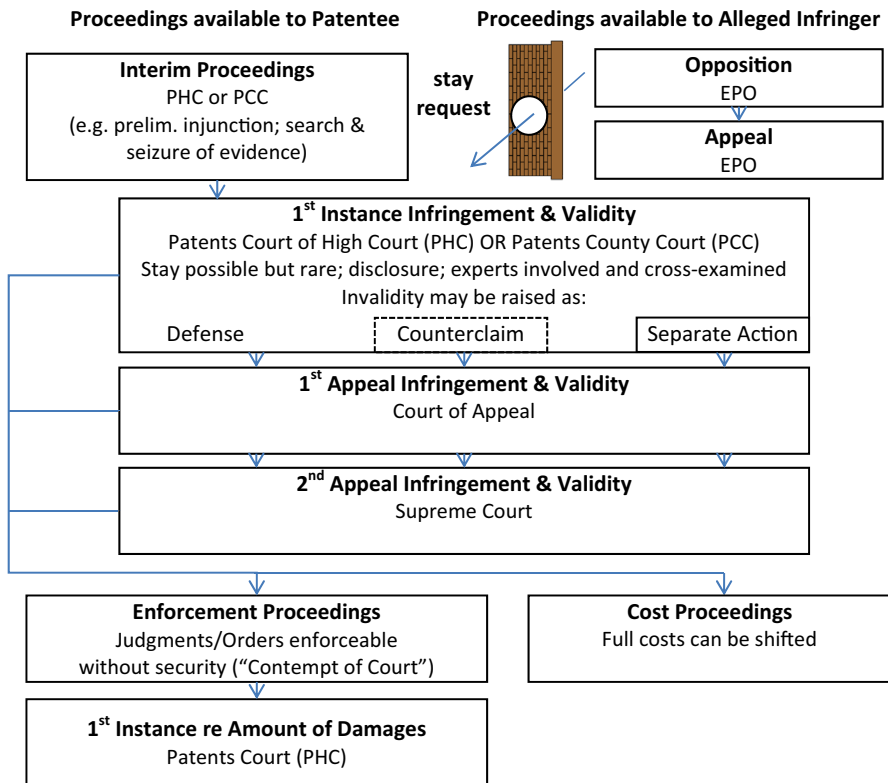 Proceedings available to Patentee
Proceedings available to Alleged Infringer
Interim Proceedings
PHC or PCC
(e.g. prelim. injunction; search &
seizure of evidence)
stay
request
Opposition
EPO
Appeal
EPO
1st Instance Infringement & Validity
Patents Court of High Court (PHC) OR Patents County Court (PCC)
Stay possible but rare; disclosure; experts involved and cross-examined
Invalidity may be raised as:
Defense
Counterclaim
Separate Action
1st Appeal Infringement & Validity
Court of Appeal
2nd Appeal Infringement & Validity
Supreme Court
Enforcement Proceedings
Judgments/Orders enforceable
without security (“Contempt of Court”)
Cost Proceedings
Full costs can be shifted
1st Instance re Amount of Damages
Patents Court (PHC)